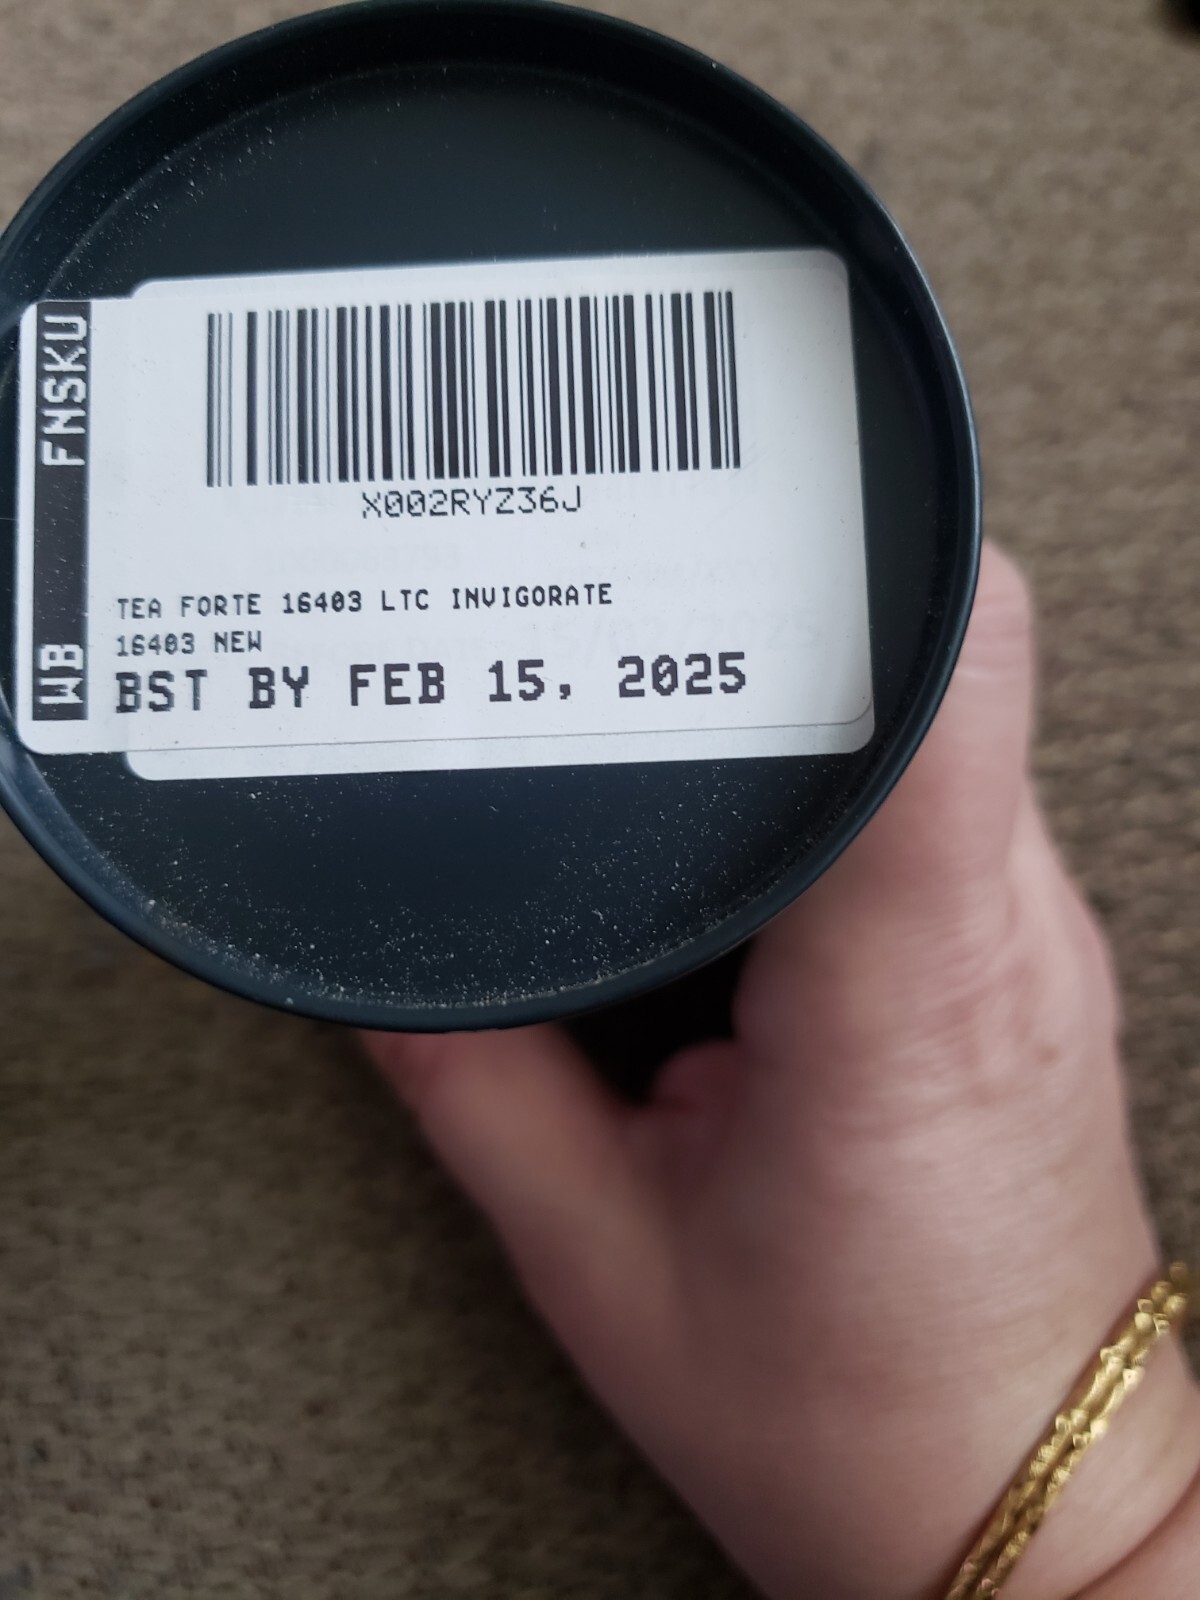 FNSKU
WB
X002RYZ36J
TEA FORTE 16403 LTC INVIGORATE
16403 NEW
BST BY FEB 15, 2025